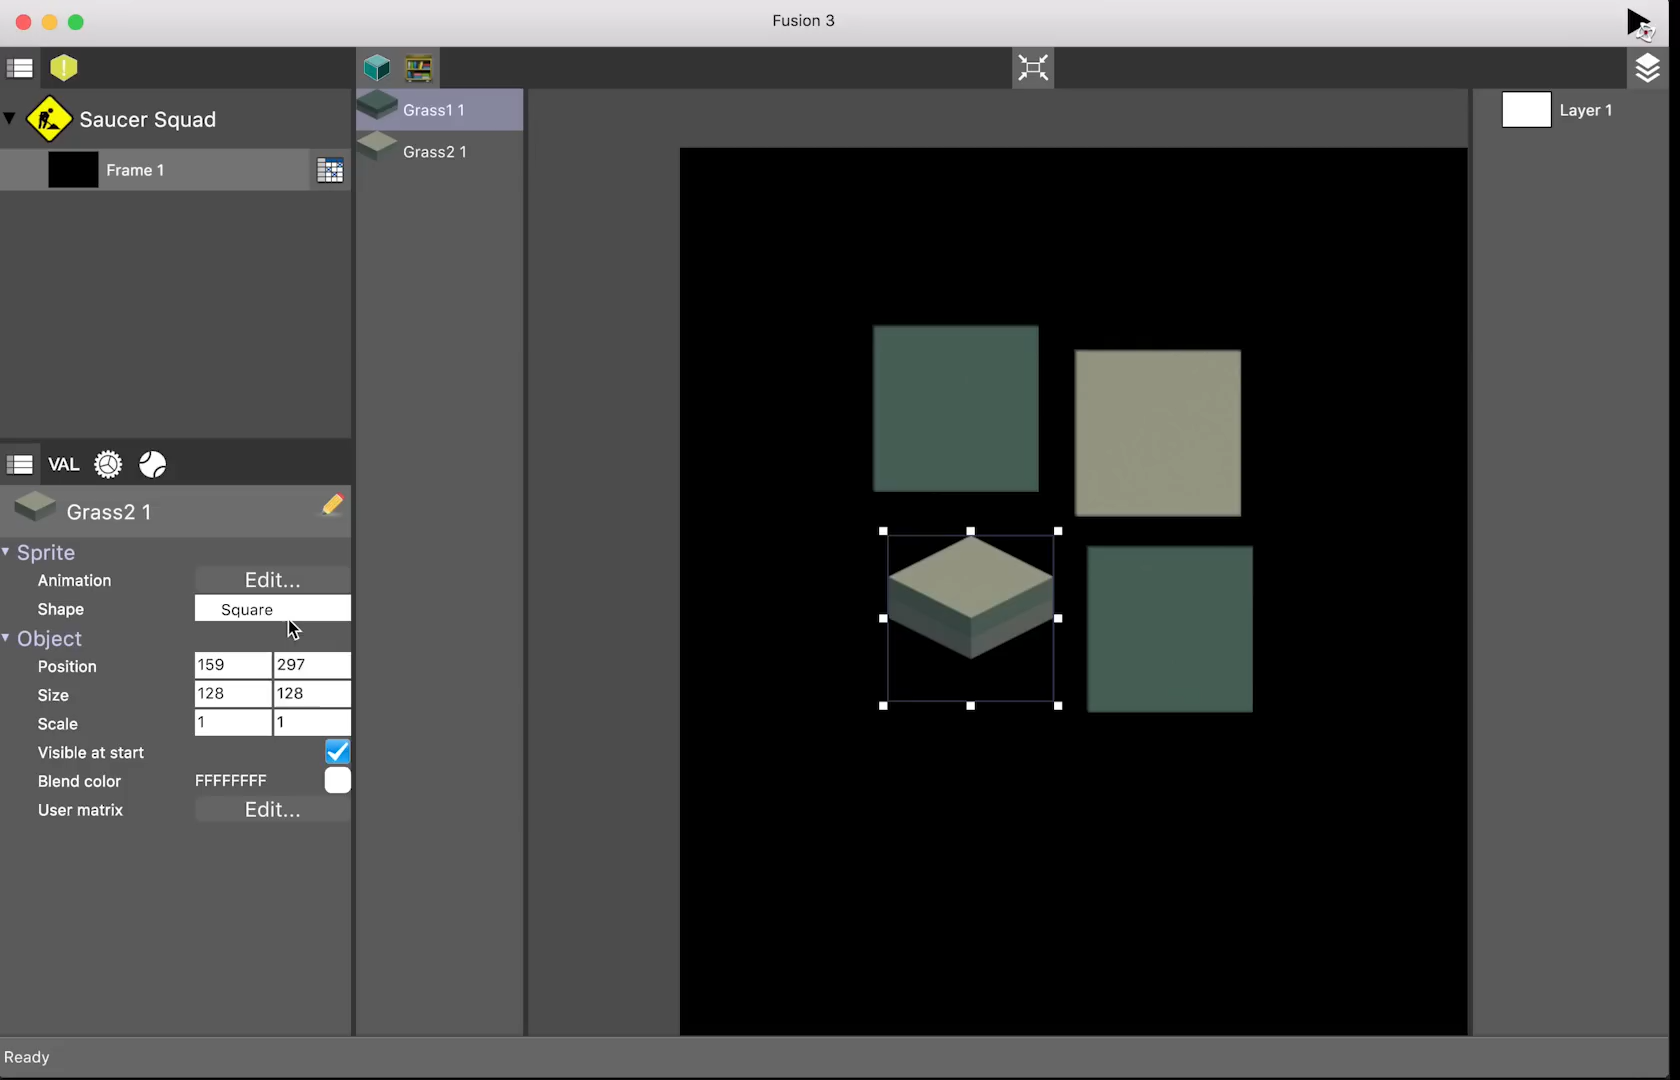 Fusion 3
Saucer Squad
Frame 1
Grass1 1
Grass2 1
Layer 1
VAL
Grass2 1
Sprite
Animation Edit...
Shape Square
Object
Position 159 297
Size 128 128
Scale 1 1
Visible at start
Blend color FFFFFFFF
User matrix Edit...
Ready